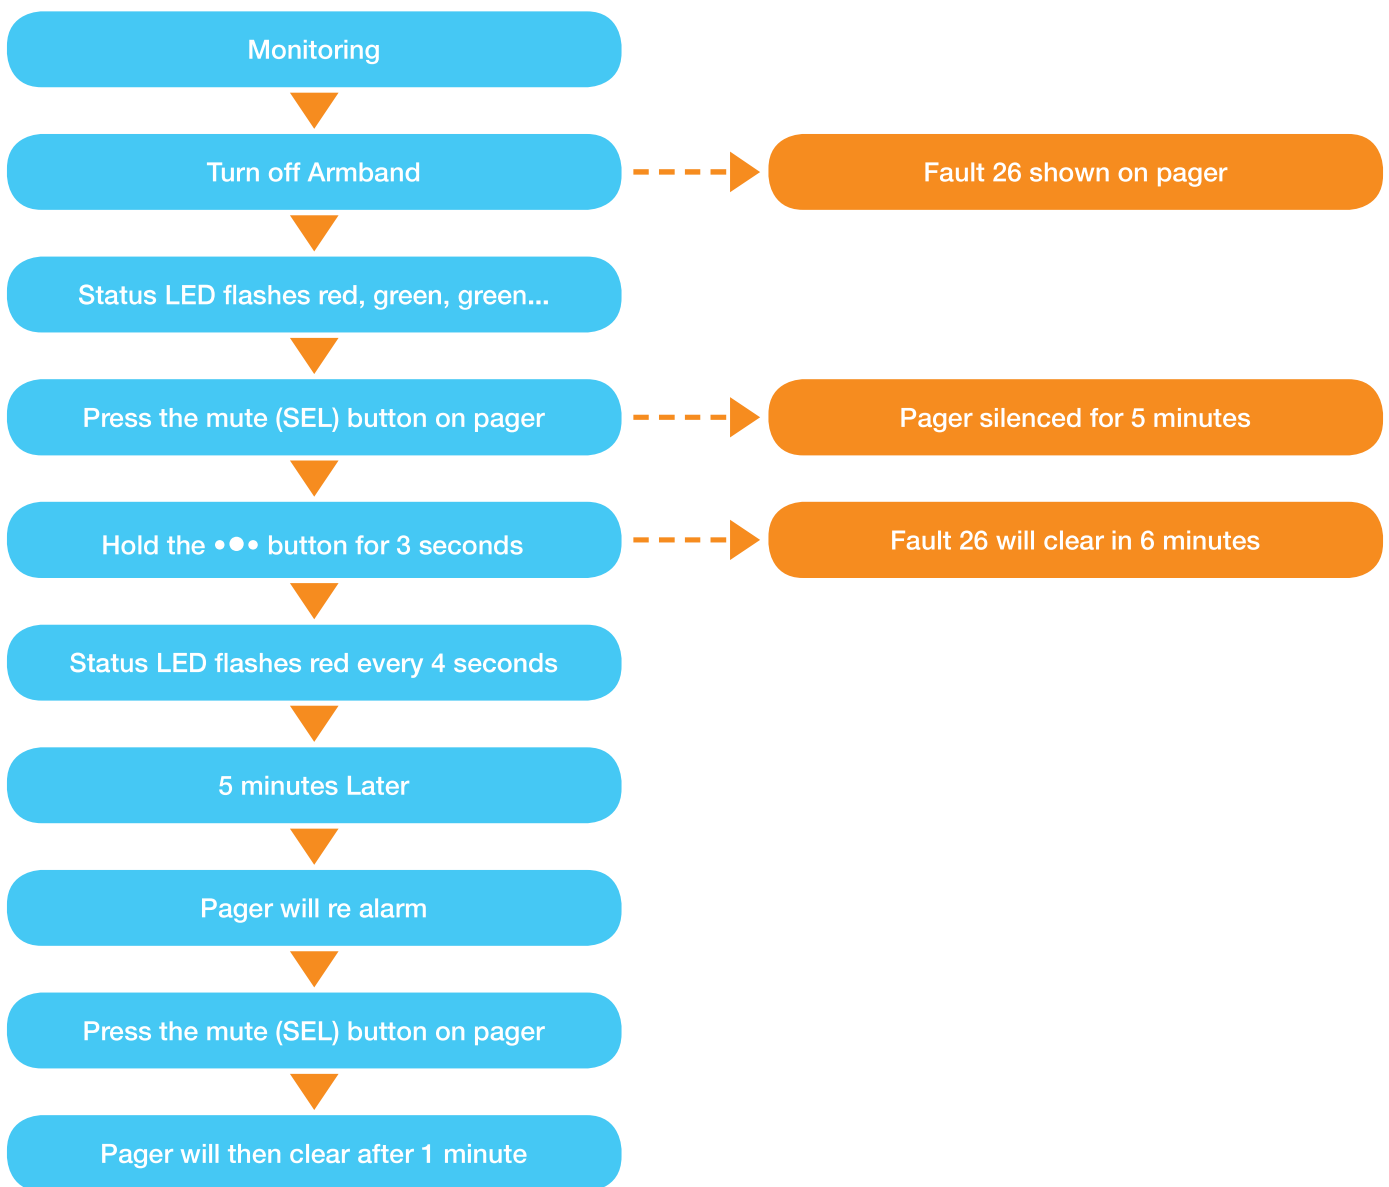 Monitoring
Turn off Armband
Fault 26 shown on pager
Status LED flashes red, green, green...
Press the mute (SEL) button on pager
Pager silenced for 5 minutes
Hold the •●• button for 3 seconds
Fault 26 will clear in 6 minutes
Status LED flashes red every 4 seconds
5 minutes Later
Pager will re alarm
Press the mute (SEL) button on pager
Pager will then clear after 1 minute